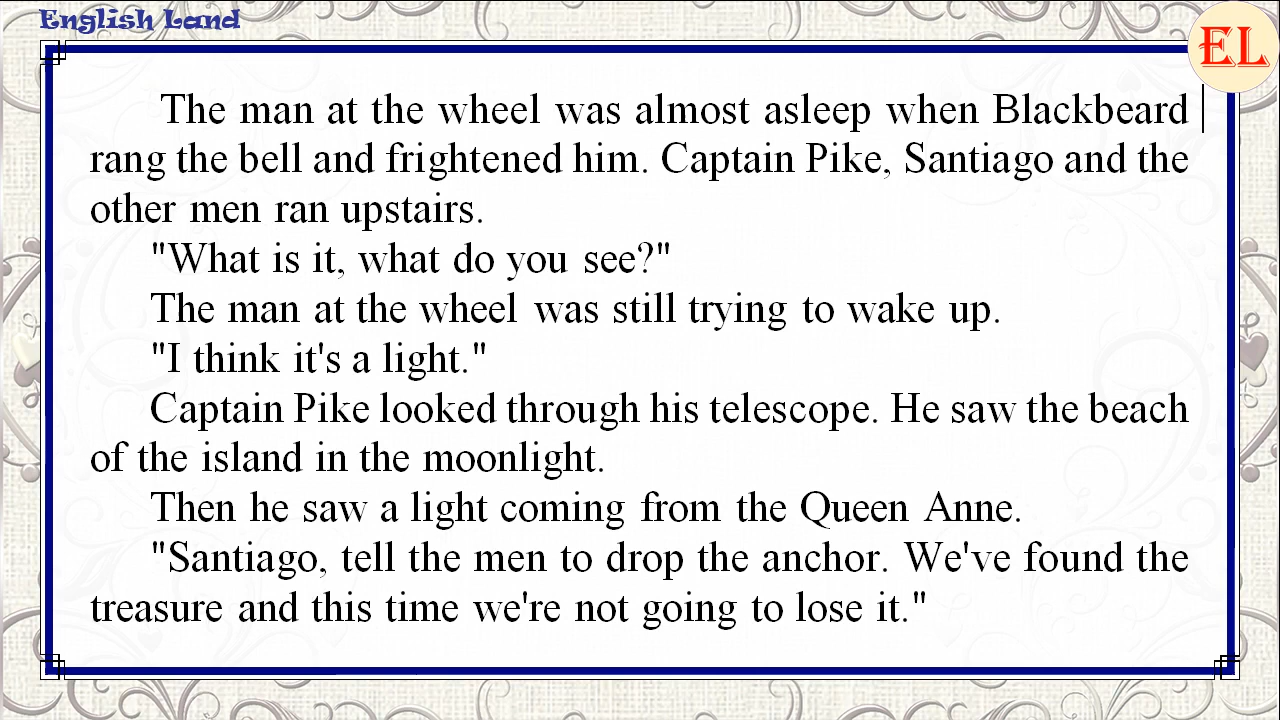 English Land
EL
The man at the wheel was almost asleep when Blackbeard
rang the bell and frightened him. Captain Pike, Santiago and the
other men ran upstairs.
"What is it, what do you see?"
The man at the wheel was still trying to wake up.
"I think it's a light."
Captain Pike looked through his telescope. He saw the beach
of the island in the moonlight.
Then he saw a light coming from the Queen Anne.
"Santiago, tell the men to drop the anchor. We've found the
treasure and this time we're not going to lose it."